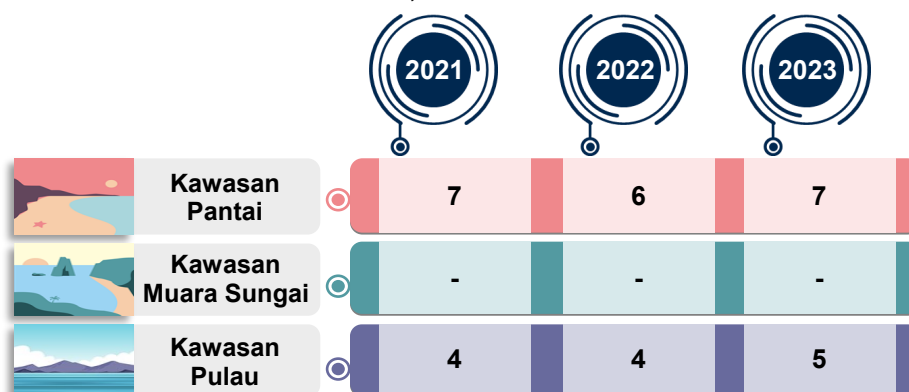 2021 2022 2023
Kawasan
Pantai
7 6 7
Kawasan
Muara Sungai
- - -
Kawasan
Pulau
4 4 5